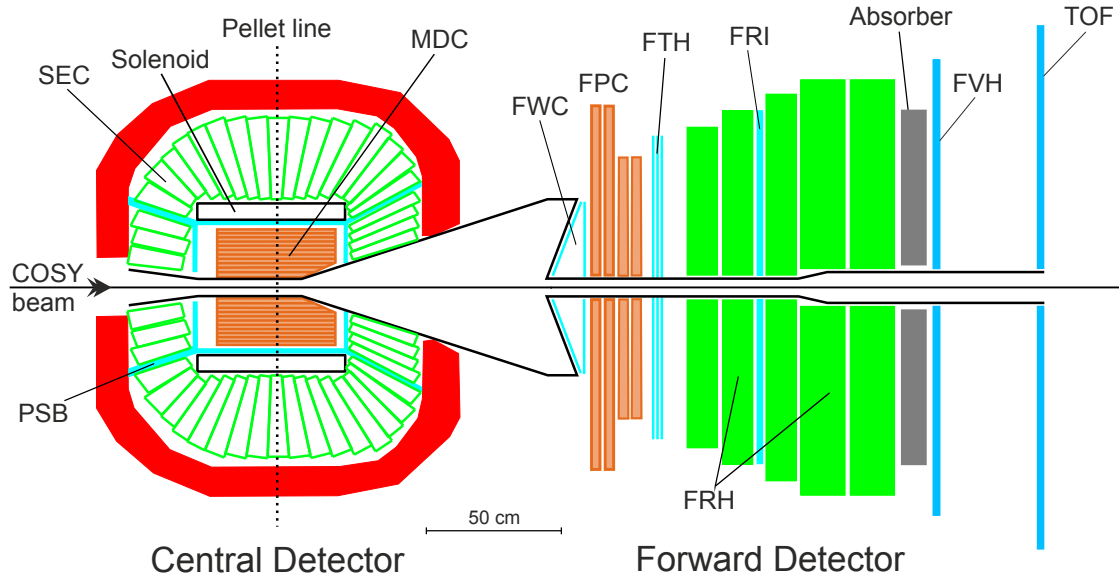 Pellet line
Absorber
TOF
Solenoid
MDC
FTH
FRI
SEC
FPC
FVH
FWC
COSY
beam
PSB
FRH
50 cm
Central Detector
Forward Detector